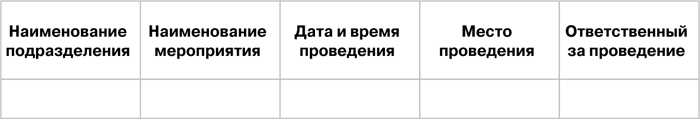 Наименование
подразделения
Наименование
мероприятия
Дата и время
проведения
Место
проведения
Ответственный
за проведение